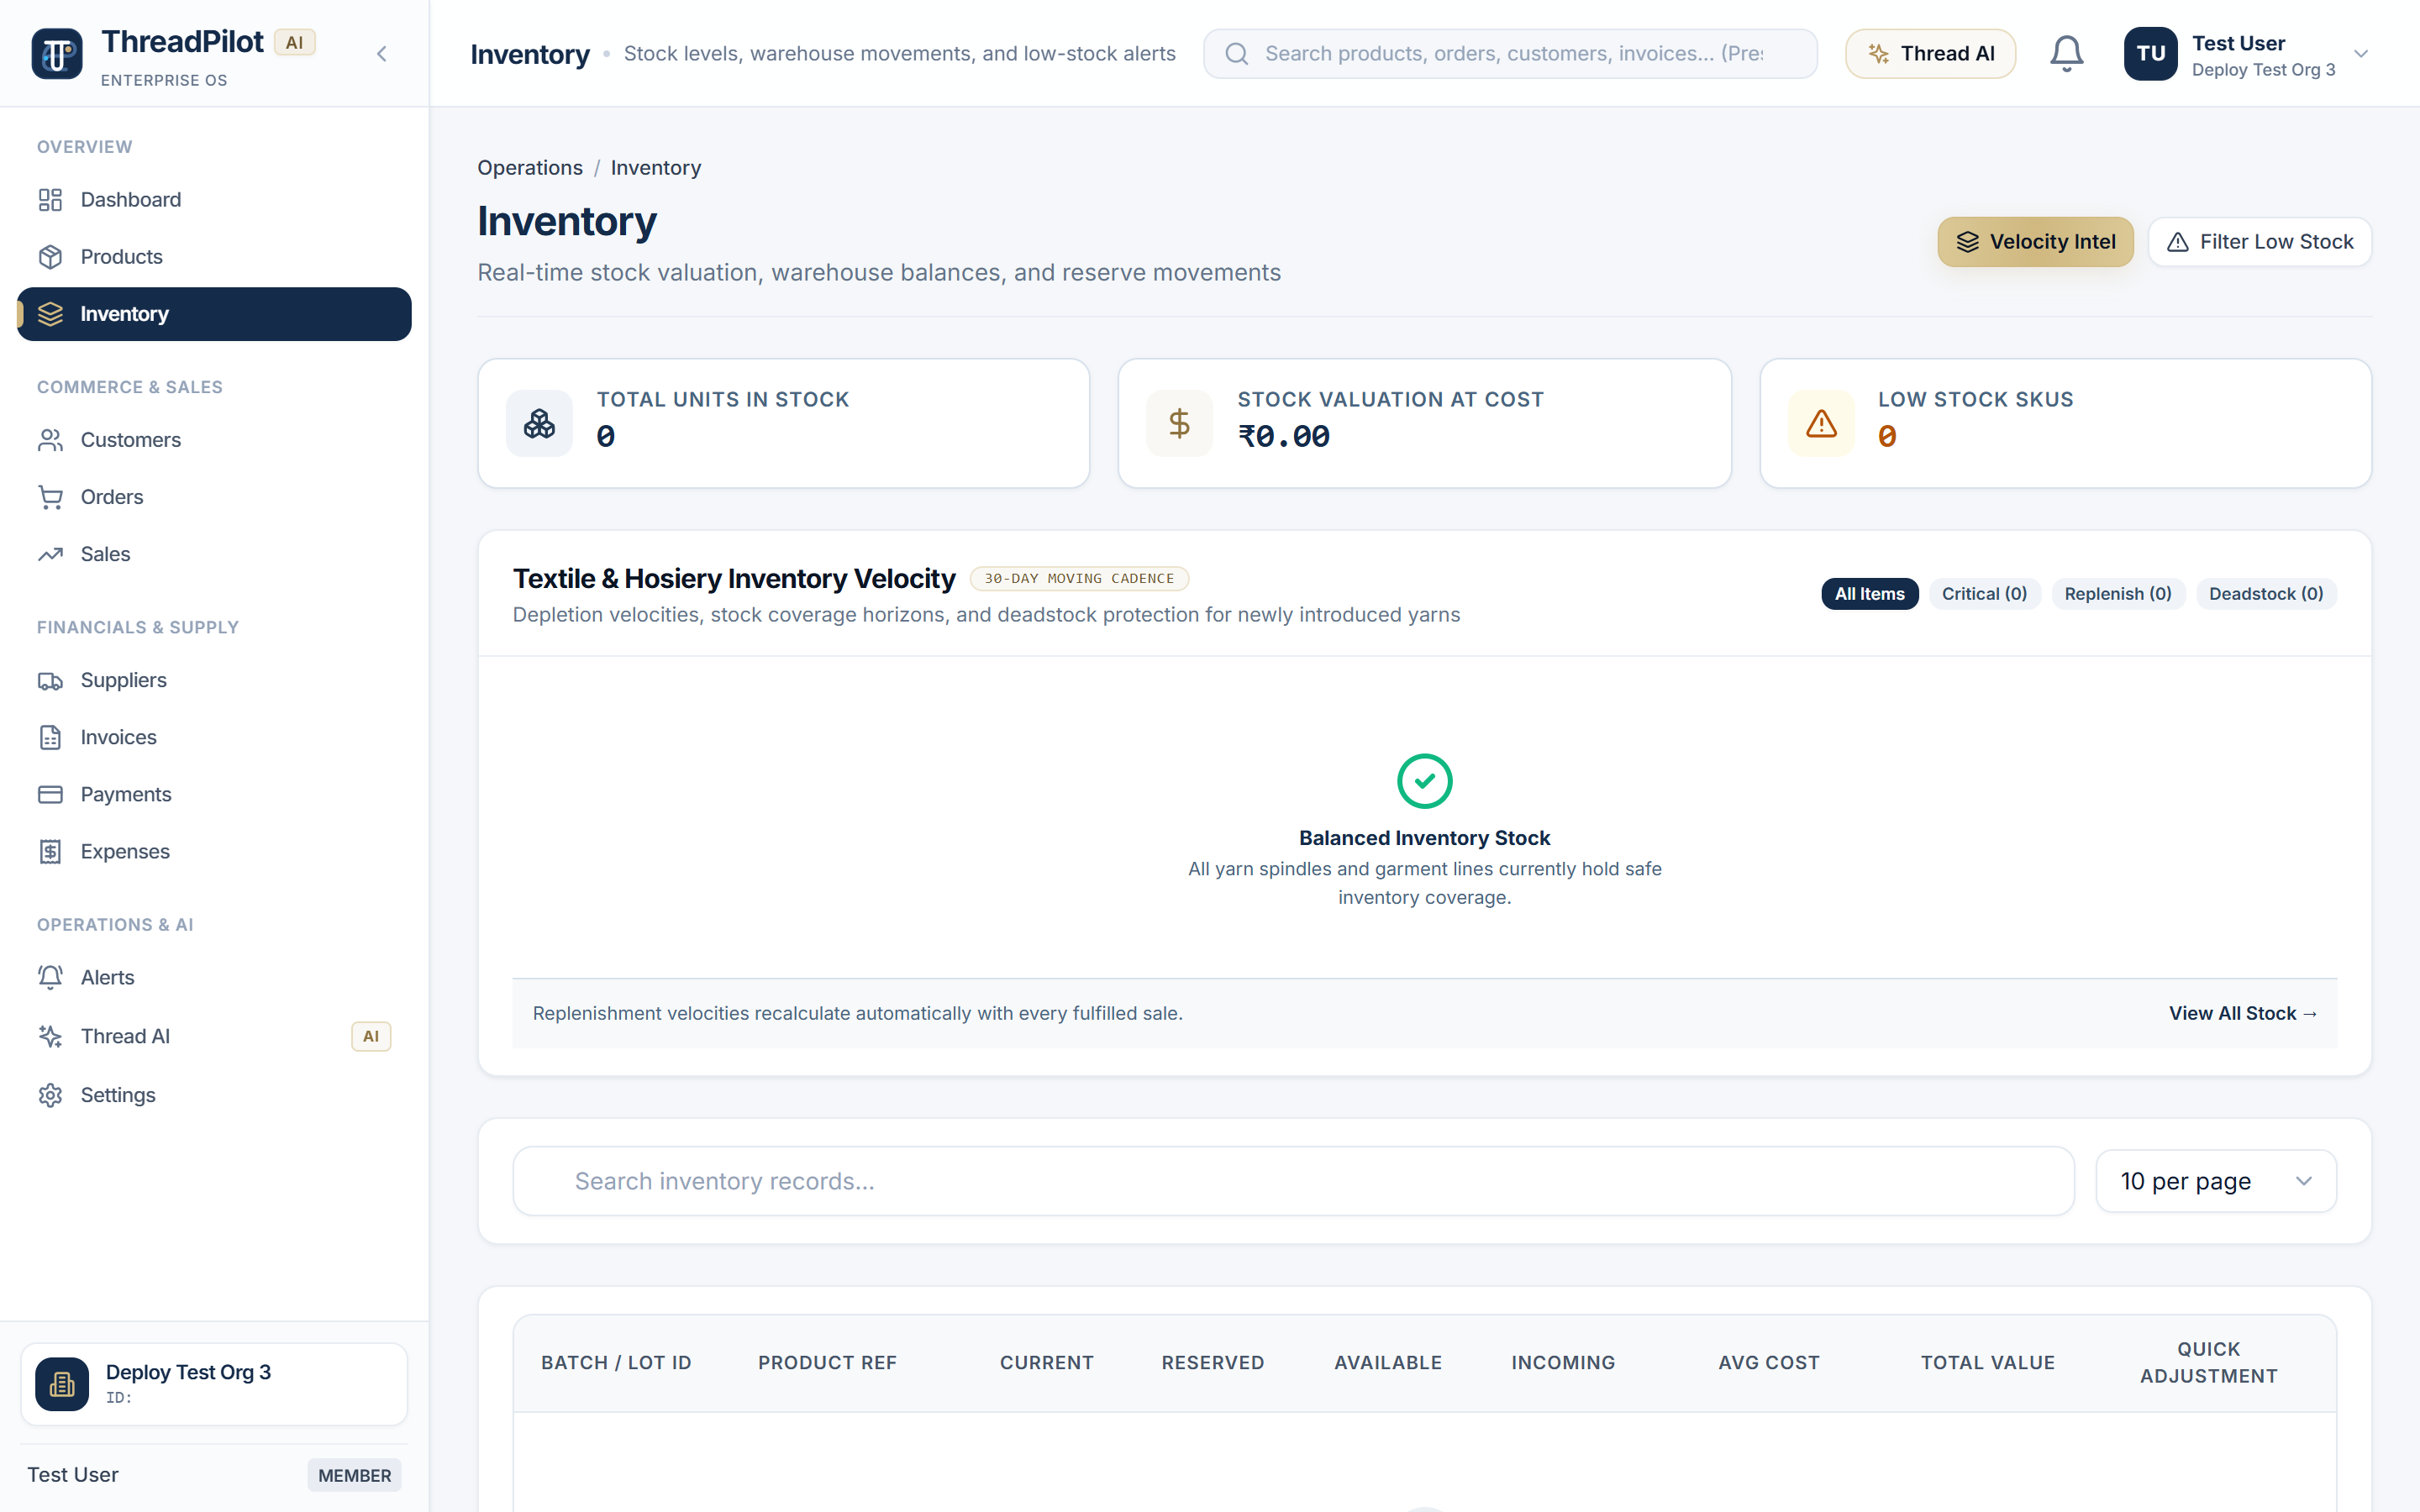 ThreadPilot AI
ENTERPRISE OS
OVERVIEW
Dashboard
Products
Inventory
COMMERCE & SALES
Customers
Orders
Sales
FINANCIALS & SUPPLY
Suppliers
Invoices
Payments
Expenses
OPERATIONS & AI
Alerts
Thread AI AI
Settings
Deploy Test Org 3
ID:
Test User MEMBER
Inventory • Stock levels, warehouse movements, and low-stock alerts
Search products, orders, customers, invoices... (Pres
Thread AI
TU
Test User
Deploy Test Org 3
Operations / Inventory
Inventory
Real-time stock valuation, warehouse balances, and reserve movements
Velocity Intel
Filter Low Stock
TOTAL UNITS IN STOCK
0
STOCK VALUATION AT COST
₹0.00
LOW STOCK SKUS
0
Textile & Hosiery Inventory Velocity 30-DAY MOVING CADENCE
Depletion velocities, stock coverage horizons, and deadstock protection for newly introduced yarns
All Items Critical (0) Replenish (0) Deadstock (0)
Balanced Inventory Stock
All yarn spindles and garment lines currently hold safe
inventory coverage.
Replenishment velocities recalculate automatically with every fulfilled sale.
View All Stock →
Search inventory records...
10 per page
BATCH / LOT ID PRODUCT REF CURRENT RESERVED AVAILABLE INCOMING AVG COST TOTAL VALUE QUICK ADJUSTMENT